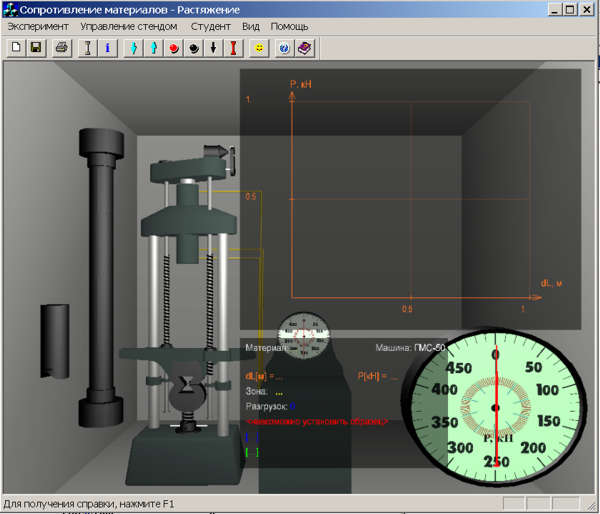 Сопротивление материалов - Растяжение
Эксперимент Управление стендом Студент Вид Помощь
P, кН
1.
0.5
dL, м
0.5
1.
Материал:
Машина: ПМС-50
dL[м] = ...
P[кН] = ...
Зона: ...
Разгрузок: 0
<<Невозможно установить образец>>
[ ]
[ ]
0
50
100
150
200
250
300
350
400
450
P, кН
Для получения справки, нажмите F1